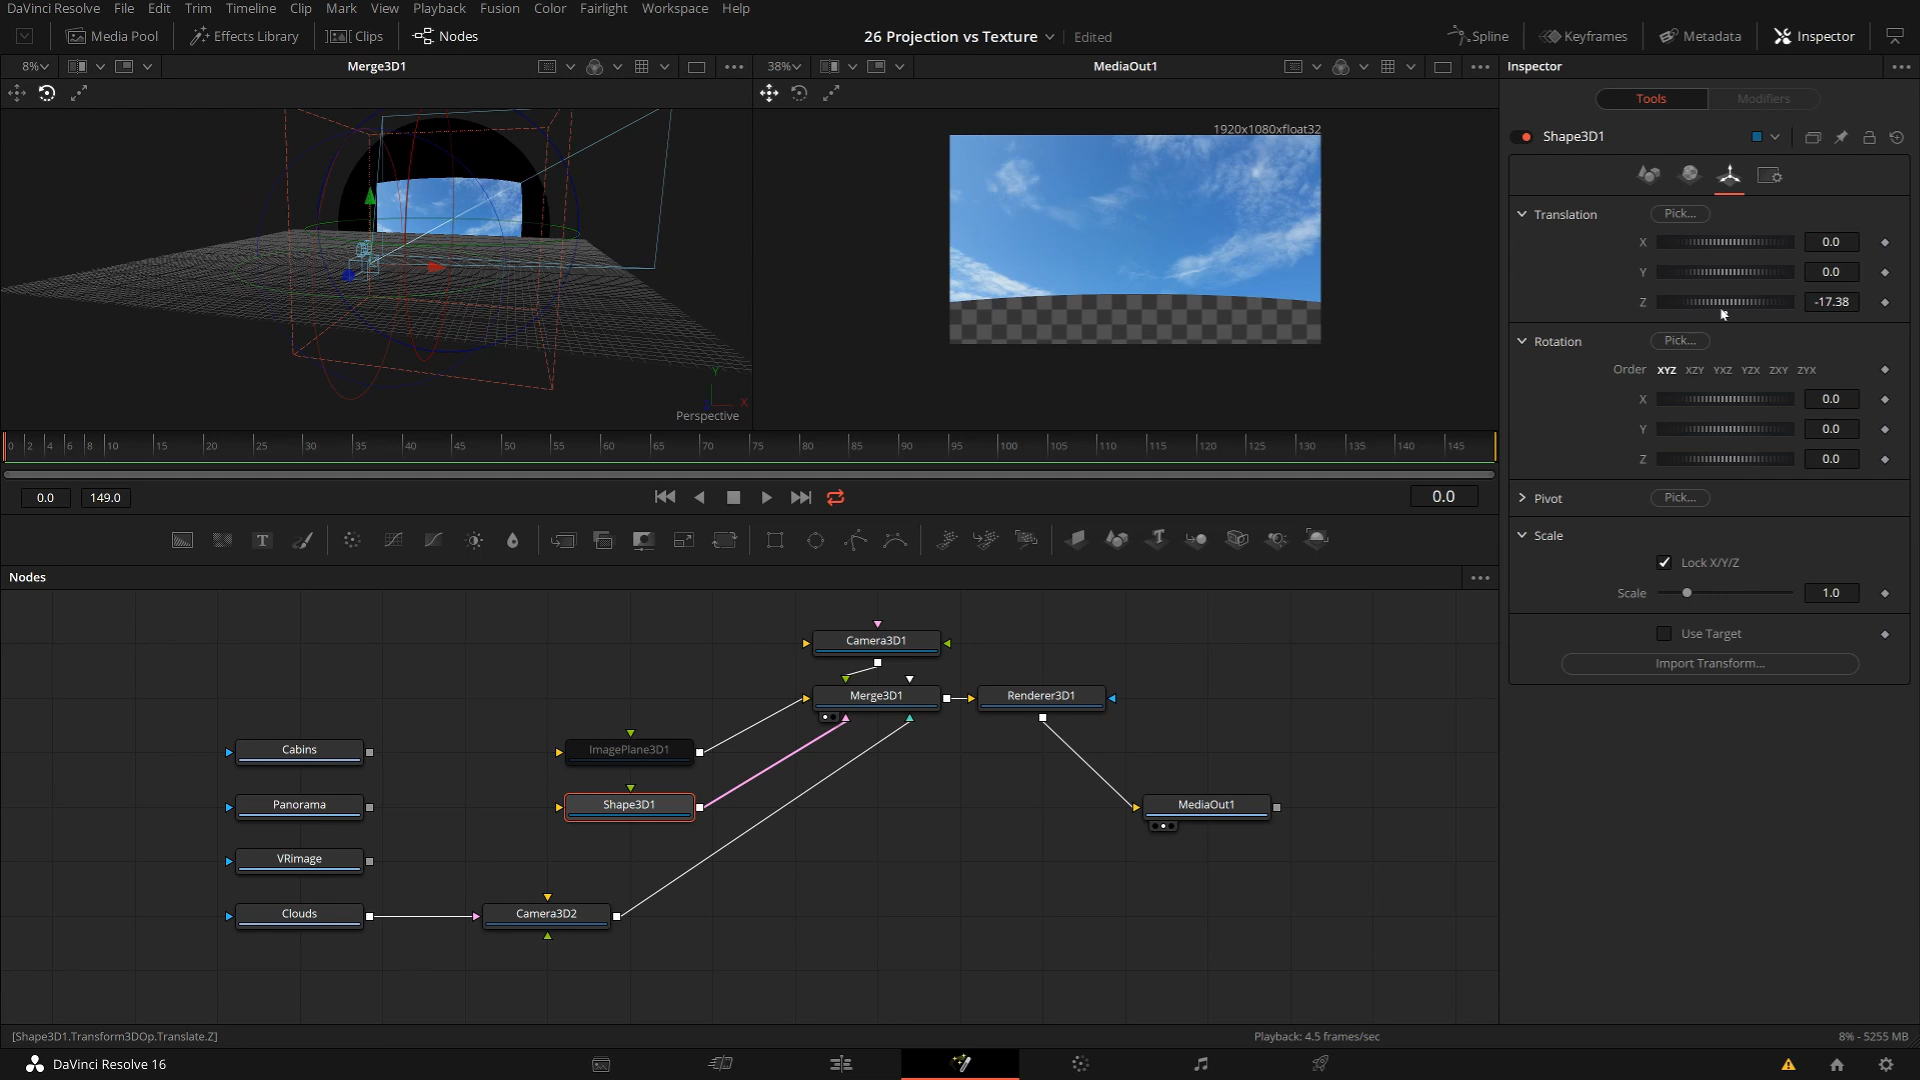 DaVinci Resolve File Edit Trim Timeline Clip Mark View Playback Fusion Color Fairlight Workspace Help
Media Pool Effects Library Clips Nodes 26 Projection vs Texture Edited Spline Keyframes Metadata Inspector
8% Merge3D1 38% MediaOut1 Inspector
Tools Modifiers
1920x1080xfloat32
Shape3D1
Translation Pick...
X 0.0
Y 0.0
Z -17.38
Rotation Pick...
Order XYZ XZY YXZ YZX ZXY ZYX
X 0.0
Y 0.0
Z 0.0
Pivot Pick...
Scale
Lock X/Y/Z
Scale 1.0
Use Target
Import Transform...
Y
X
Perspective
0 2 4 6 8 10 15 20 25 30 35 40 45 50 55 60 65 70 75 80 85 90 95 100 105 110 115 120 125 130 135 140 145
0.0 149.0 0.0
Nodes
Camera3D1
Merge3D1 Renderer3D1
Cabins ImagePlane3D1
Panorama Shape3D1 MediaOut1
VRimage
Clouds Camera3D2
[Shape3D1.Transform3DOp.Translate.Z] Playback: 4.5 frames/sec 8% - 5255 MB
DaVinci Resolve 16